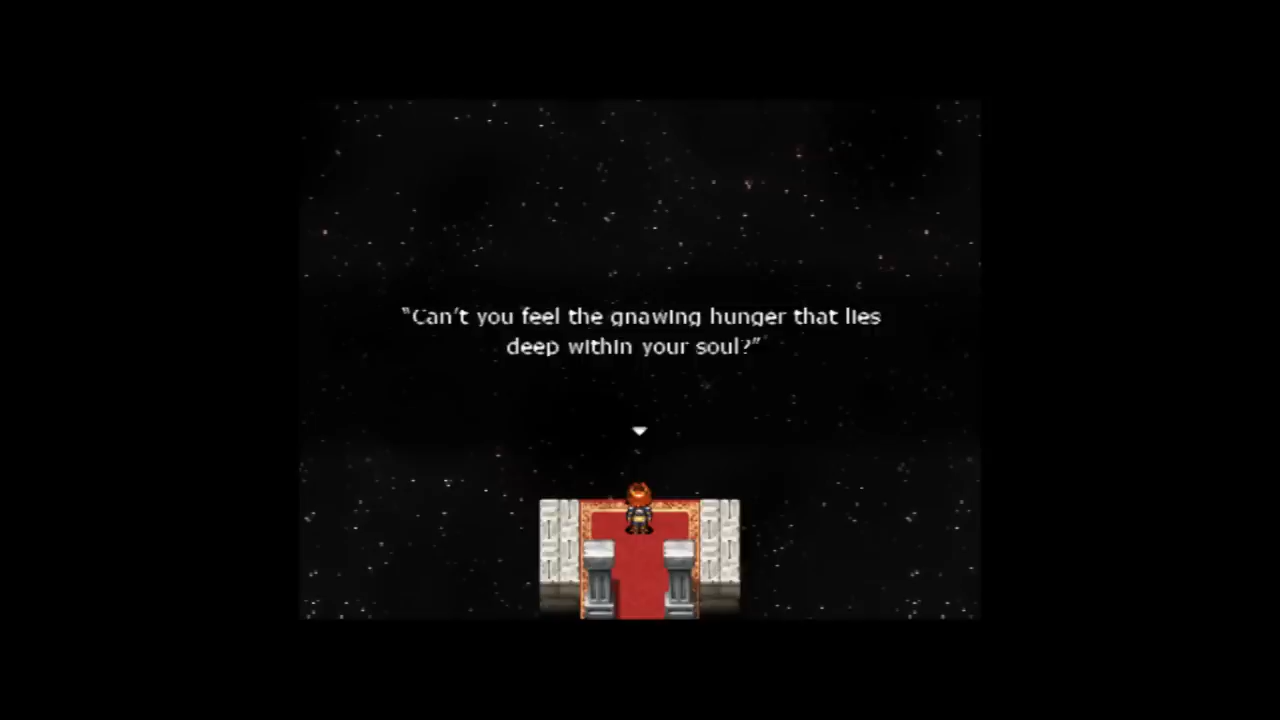 “Can't you feel the gnawing hunger that lies
deep within your soul?”